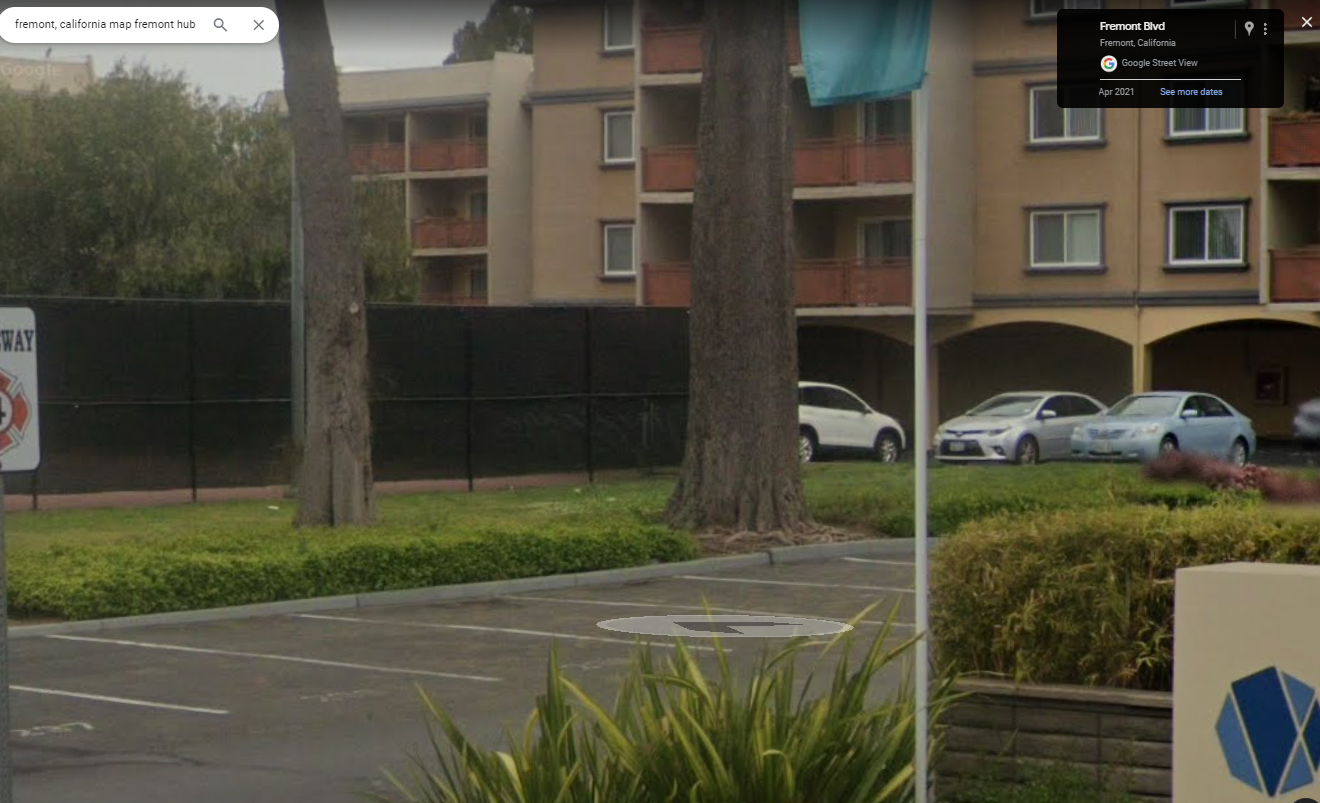 fremont, california map fremont hub
Fremont Blvd
Fremont, California
Google Street View
Apr 2021
See more dates
Google
WAY
4